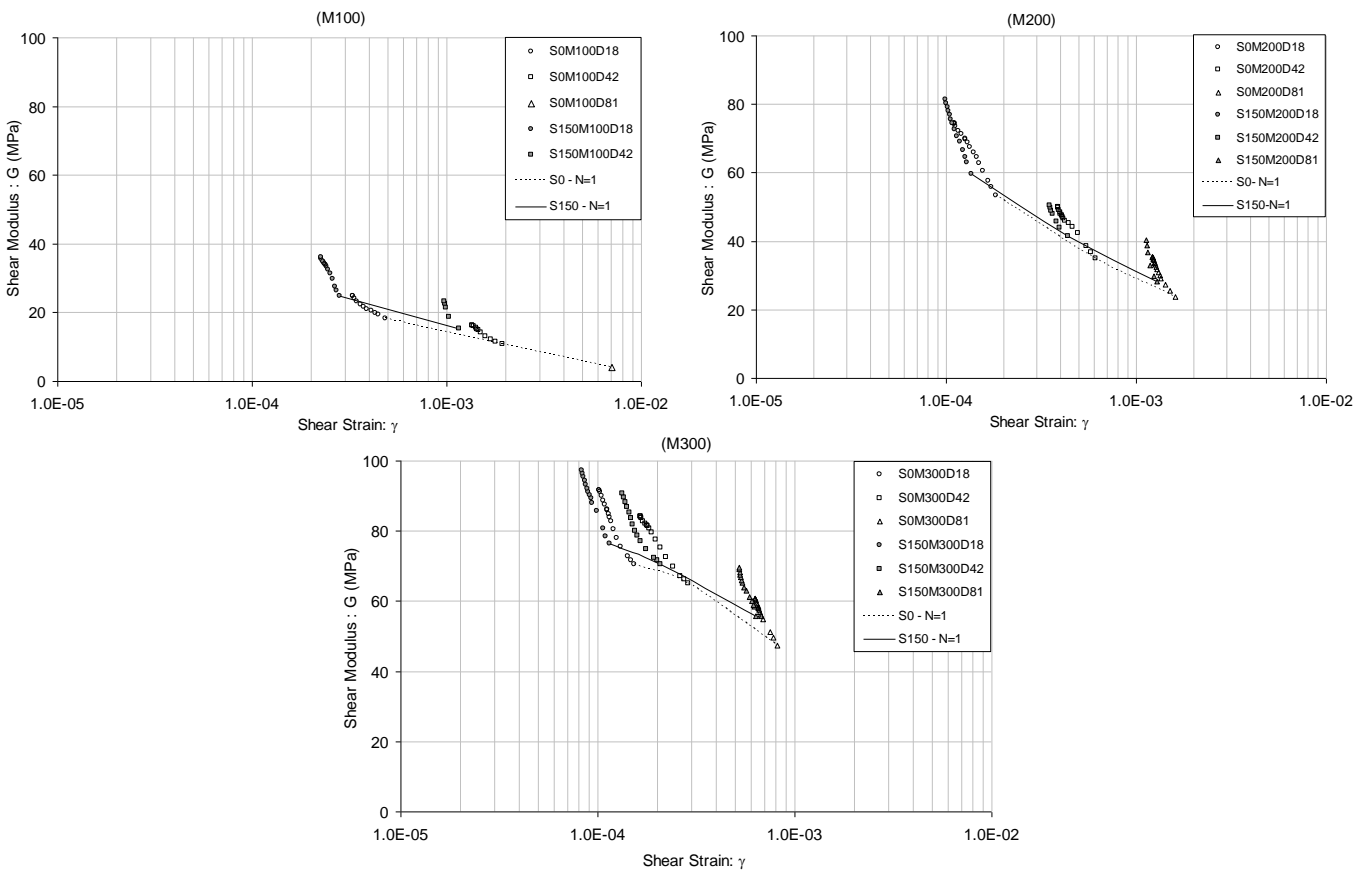 (M100)
100
80
60
40
20
0
Shear Modulus : G (MPa)
1.0E-05
1.0E-04
1.0E-03
1.0E-02
Shear Strain: γ
S0M100D18
S0M100D42
S0M100D81
S150M100D18
S150M100D42
S0 - N=1
S150 - N=1
(M200)
100
80
60
40
20
0
Shear Modulus : G (MPa)
1.0E-05
1.0E-04
1.0E-03
1.0E-02
Shear Strain: γ
S0M200D18
S0M200D42
S0M200D81
S150M200D18
S150M200D42
S150M200D81
S0 - N=1
S150-N=1
(M300)
100
80
60
40
20
0
Shear Modulus : G (MPa)
1.0E-05
1.0E-04
1.0E-03
1.0E-02
Shear Strain: γ
S0M300D18
S0M300D42
S0M300D81
S150M300D18
S150M300D42
S150M300D81
S0 - N=1
S150 - N=1